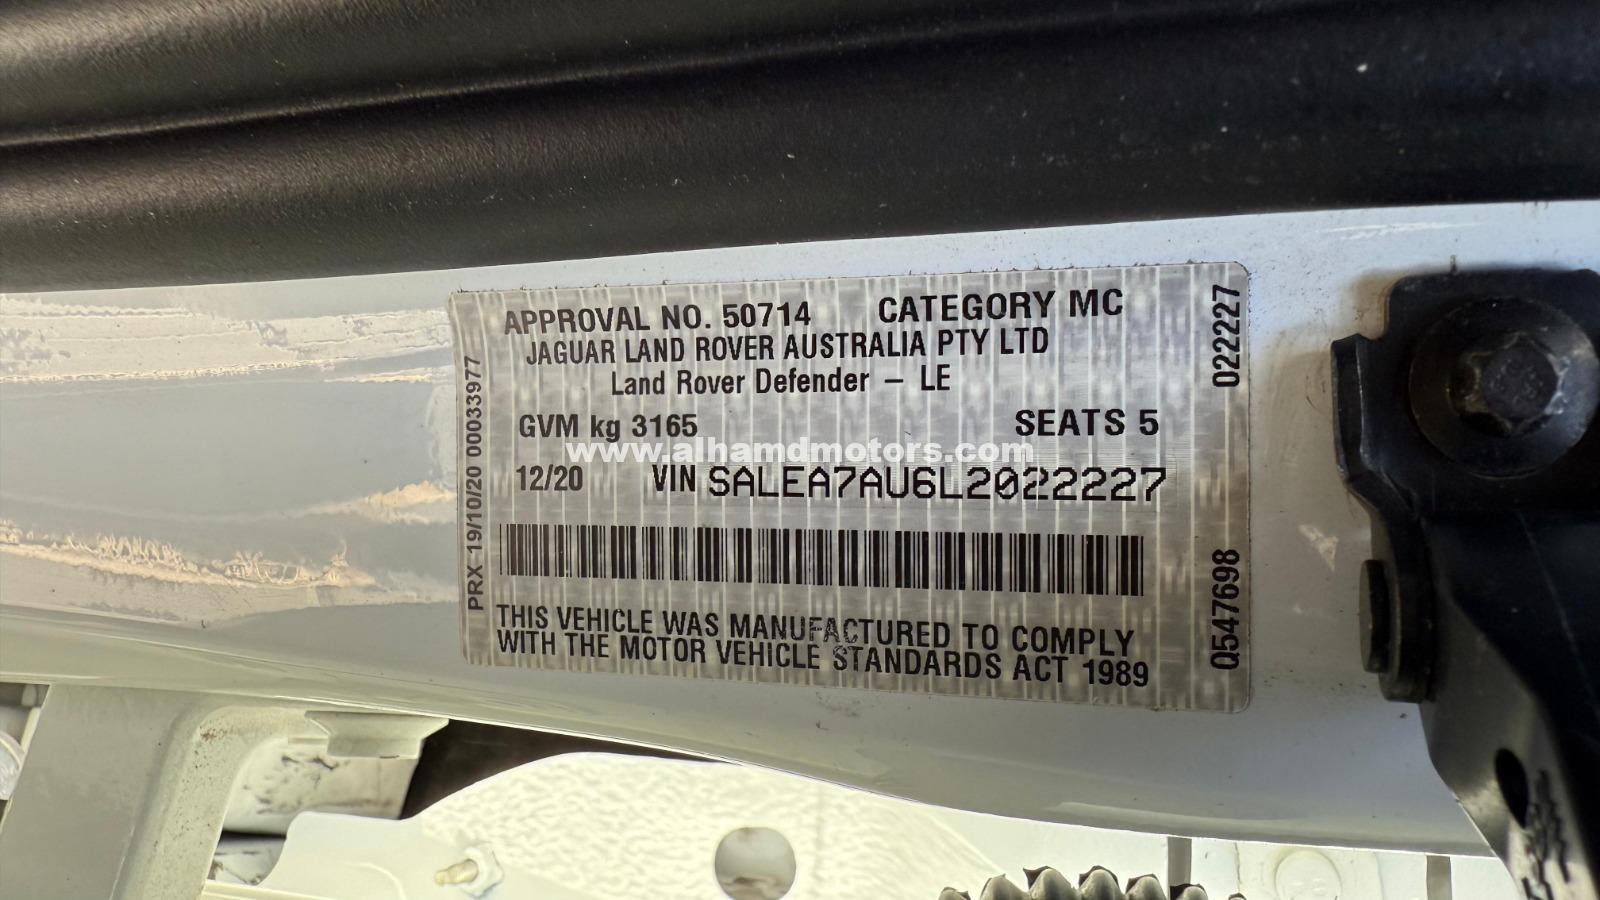 APPROVAL NO. 50714 CATEGORY MC
JAGUAR LAND ROVER AUSTRALIA PTY LTD
Land Rover Defender – LE
GVM kg 3165 SEATS 5
www.alhamdmotors.com
12/20 VIN SALEA7AU6L2022227
THIS VEHICLE WAS MANUFACTURED TO COMPLY
WITH THE MOTOR VEHICLE STANDARDS ACT 1989
PRX 19/10/20 00033977
022227
Q547698